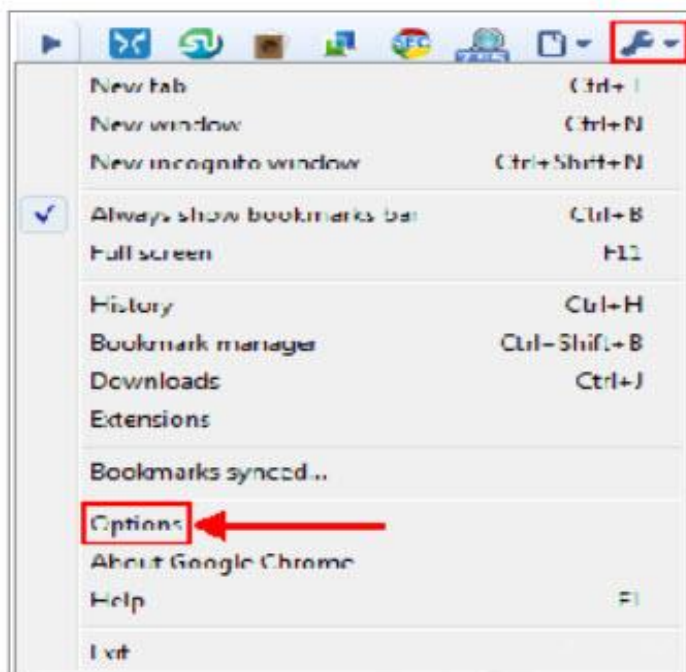 New tab Ctrl+T
New window Ctrl+N
New incognito window Ctrl+Shift+N
Always show bookmarks bar Ctrl+B
Full screen F11
History Ctrl+H
Bookmark manager Ctrl+Shift+B
Downloads Ctrl+J
Extensions
Bookmarks synced...
Options
About Google Chrome
Help F1
Exit